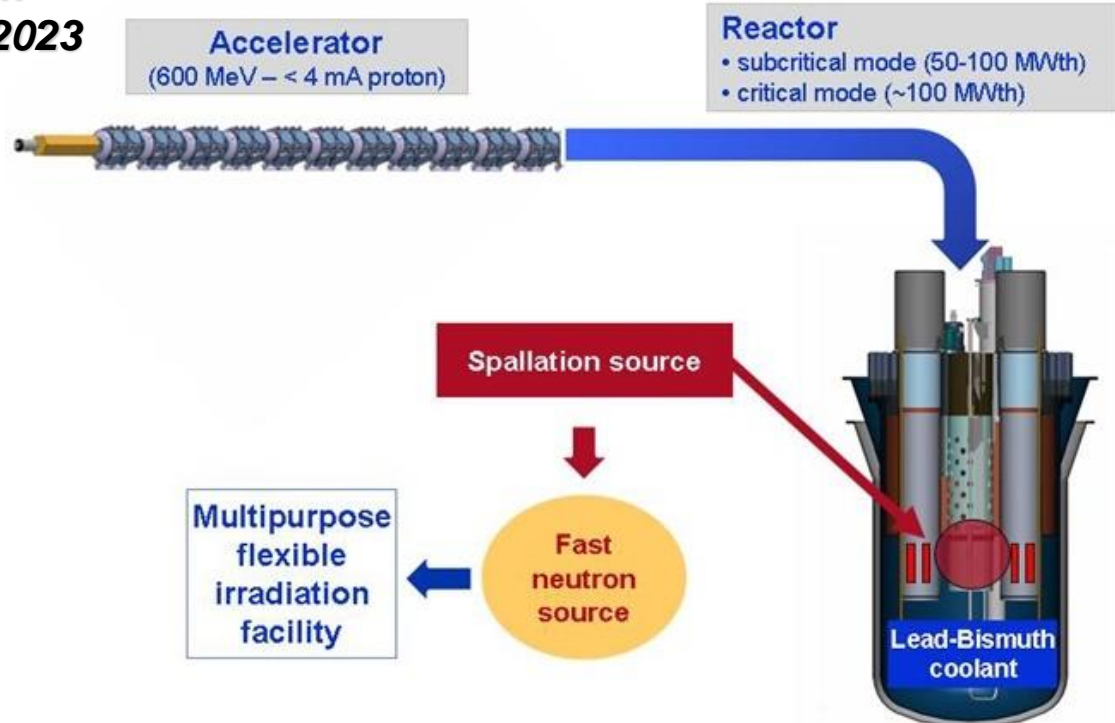 2023
Accelerator
(600 MeV – < 4 mA proton)
Reactor
• subcritical mode (50-100 MWth)
• critical mode (~100 MWth)
Spallation source
Multipurpose
flexible
irradiation
facility
Fast
neutron
source
Lead-Bismuth
coolant